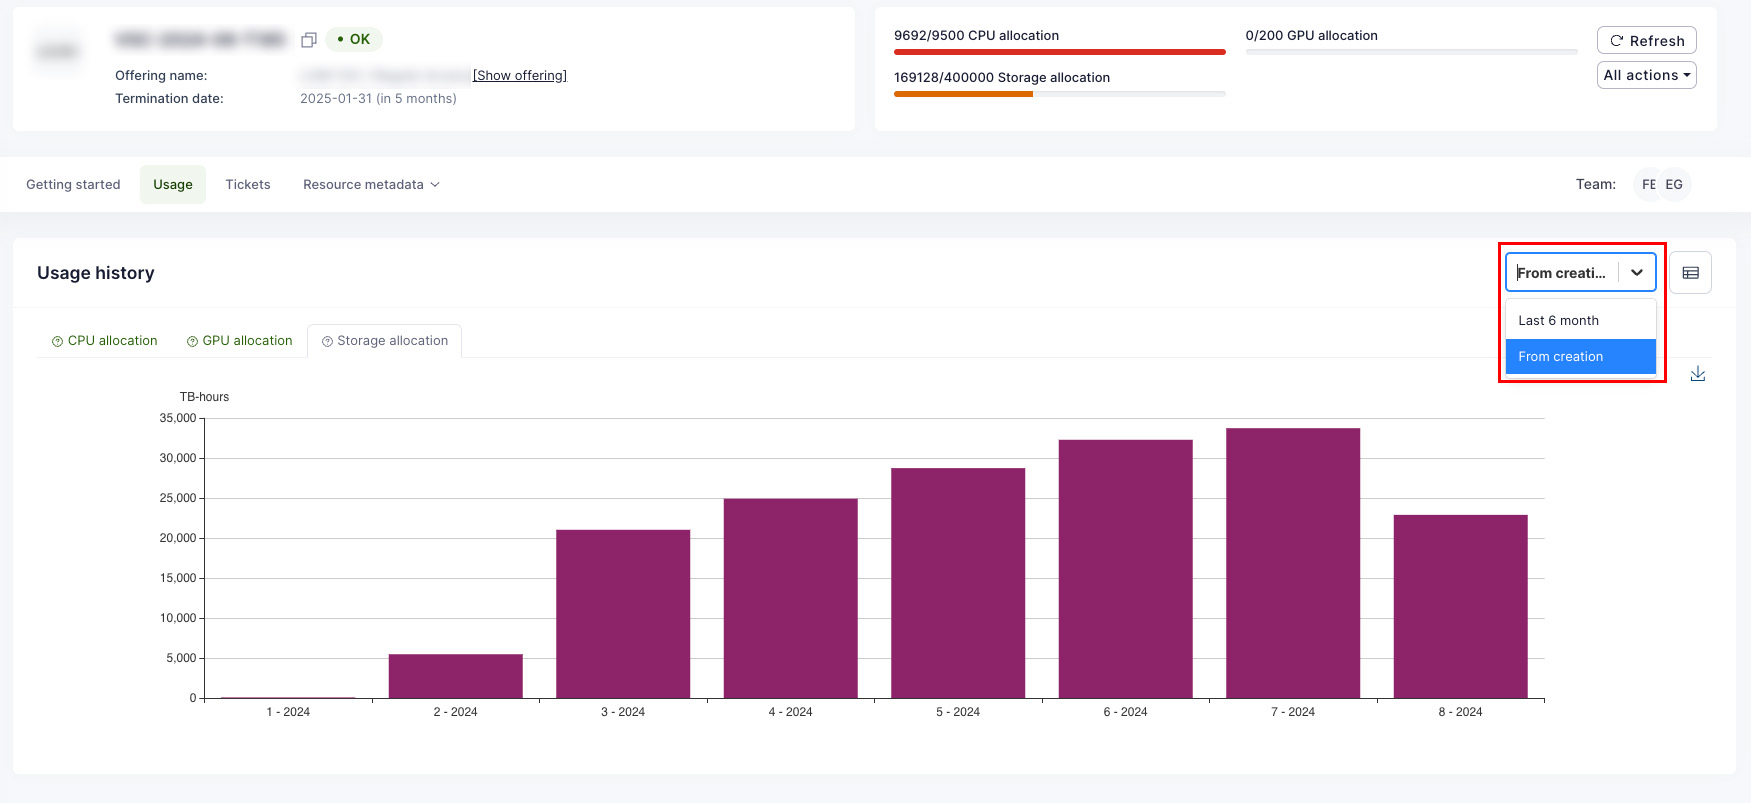 OK
Offering name:
[Show offering]
Termination date:
2025-01-31 (in 5 months)
9692/9500 CPU allocation
0/200 GPU allocation
169128/400000 Storage allocation
Refresh
All actions
Getting started
Usage
Tickets
Resource metadata
Team:
FE
EG
Usage history
From creati...
Last 6 month
From creation
CPU allocation
GPU allocation
Storage allocation
TB-hours
35,000
30,000
25,000
20,000
15,000
10,000
5,000
0
1 - 2024
2 - 2024
3 - 2024
4 - 2024
5 - 2024
6 - 2024
7 - 2024
8 - 2024